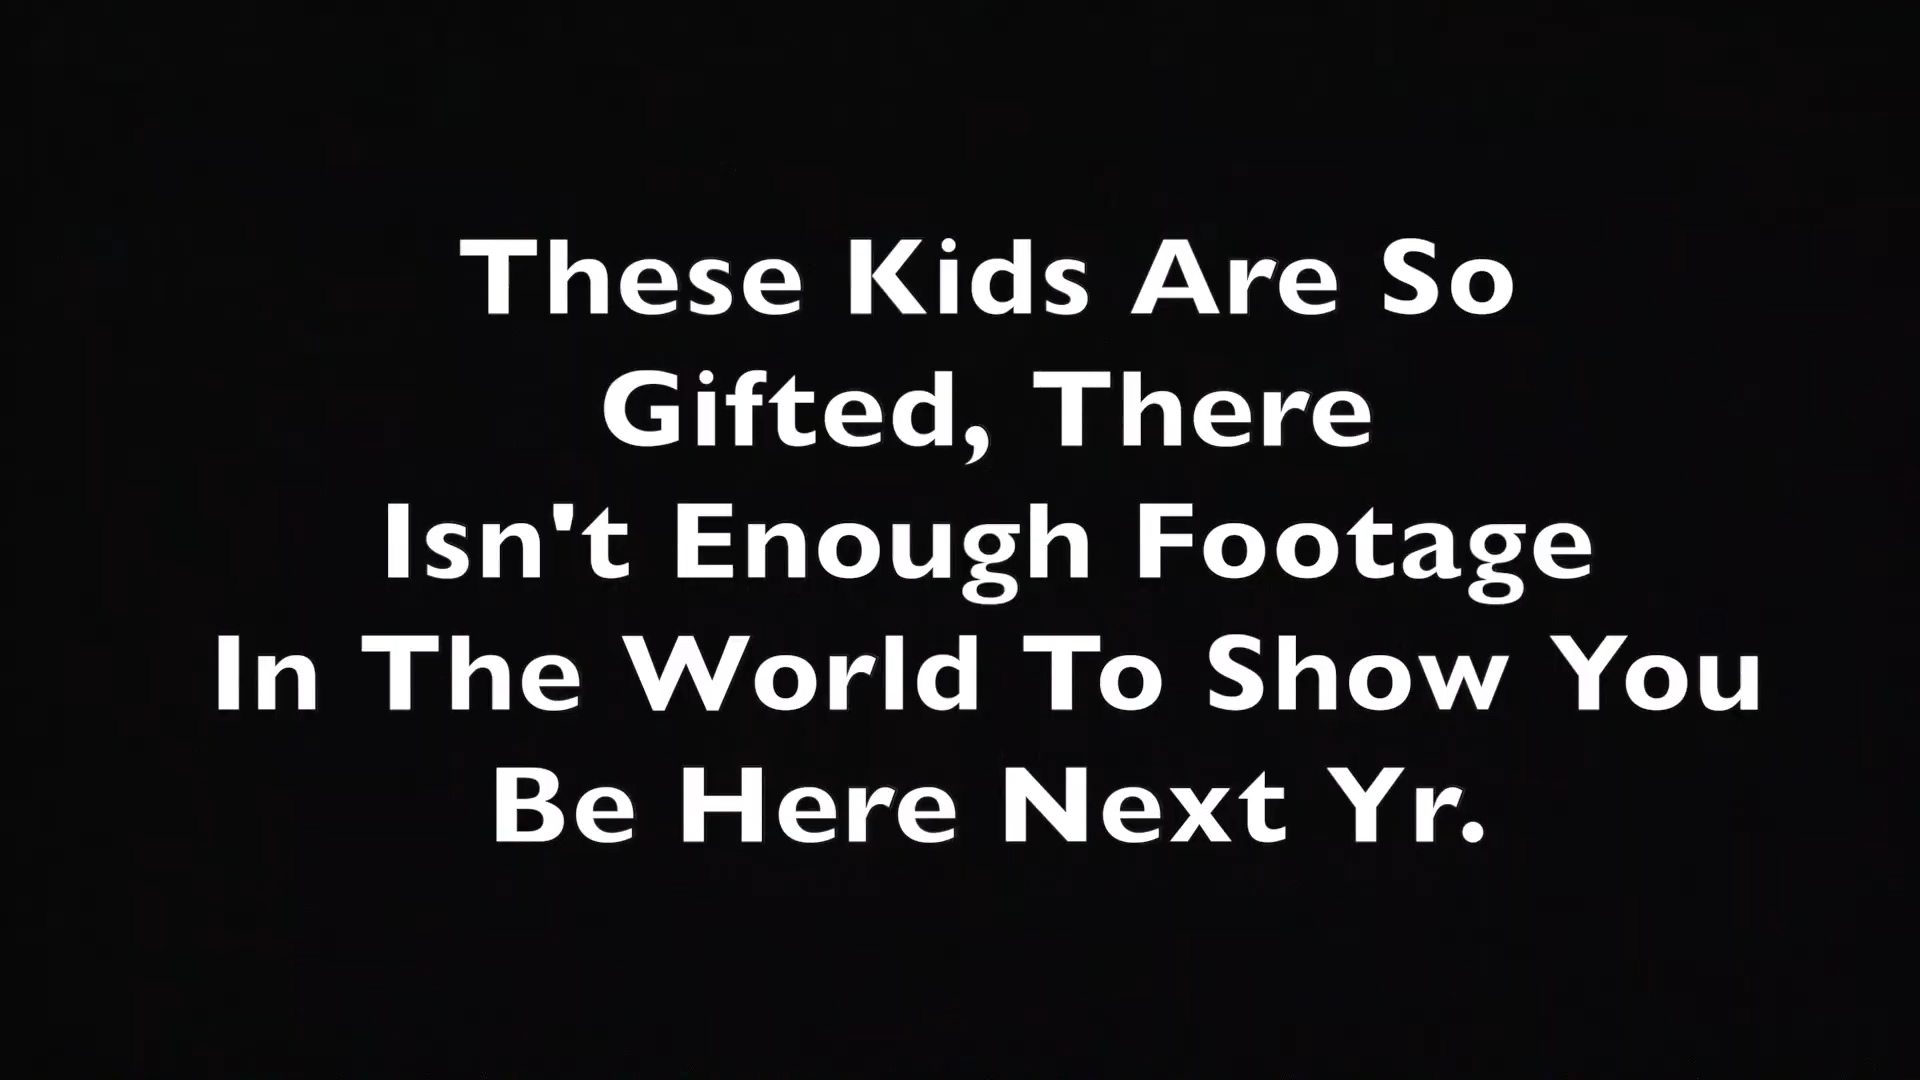 These Kids Are So
Gifted, There
Isn't Enough Footage
In The World To Show You
Be Here Next Yr.